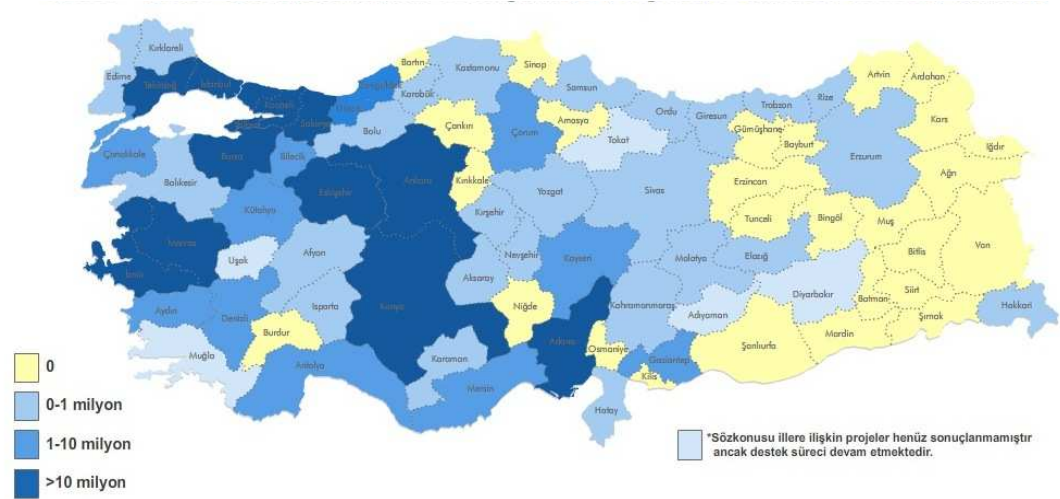 Kırklareli
Edirne
Tekirdağ
İstanbul
Kocaeli
Sakarya
Zonguldak
Bartın
Kastamonu
Sinop
Karabük
Samsun
Bolu
Çankırı
Çorum
Amasya
Tokat
Ordu
Giresun
Trabzon
Rize
Artvin
Ardahan
Kars
Iğdır
Gümüşhane
Bayburt
Erzurum
Ağrı
Çanakkale
Bursa
Bilecik
Balıkesir
Eskişehir
Ankara
Kırıkkale
Yozgat
Sivas
Erzincan
Tunceli
Bingöl
Muş
Bitlis
Van
Kütahya
Manisa
İzmir
Uşak
Afyon
Kırşehir
Nevşehir
Kayseri
Malatya
Elazığ
Diyarbakır
Batman
Siirt
Şırnak
Hakkari
Aksaray
Konya
Isparta
Aydın
Denizli
Burdur
Niğde
Kahramanmaraş
Adıyaman
Şanlıurfa
Mardin
Muğla
Antalya
Karaman
Mersin
Adana
Osmaniye
Gaziantep
Kilis
Hatay
0
0-1 milyon
1-10 milyon
>10 milyon
*Sözkonusu illere ilişkin projeler henüz sonuçlanmamıştır
ancak destek süreci devam etmektedir.